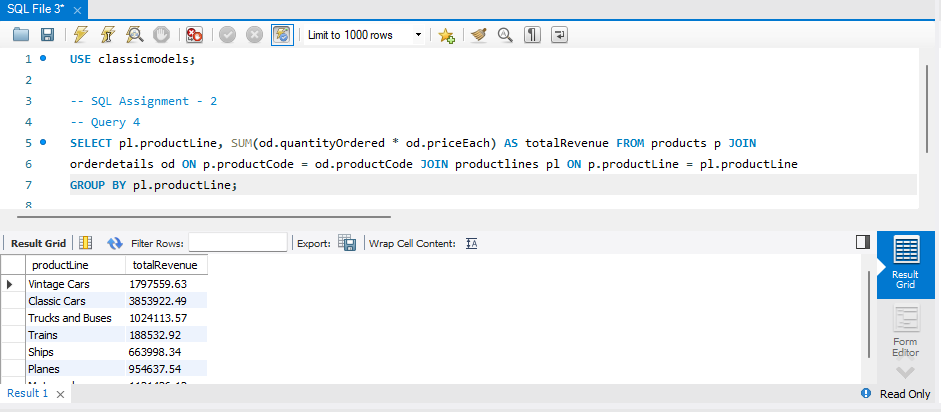 SQL File 3*
Limit to 1000 rows
1 USE classicmodels;
2
3 -- SQL Assignment - 2
4 -- Query 4
5 SELECT pl.productLine, SUM(od.quantityOrdered * od.priceEach) AS totalRevenue FROM products p JOIN
6 orderdetails od ON p.productCode = od.productCode JOIN productlines pl ON p.productLine = pl.productLine
7 GROUP BY pl.productLine;
8
Result Grid Filter Rows: Export: Wrap Cell Content:
productLine totalRevenue
Vintage Cars 1797559.63
Classic Cars 3853922.49
Trucks and Buses 1024113.57
Trains 188532.92
Ships 663998.34
Planes 954637.54
Result
Grid
Form
Editor
Result 1
Read Only